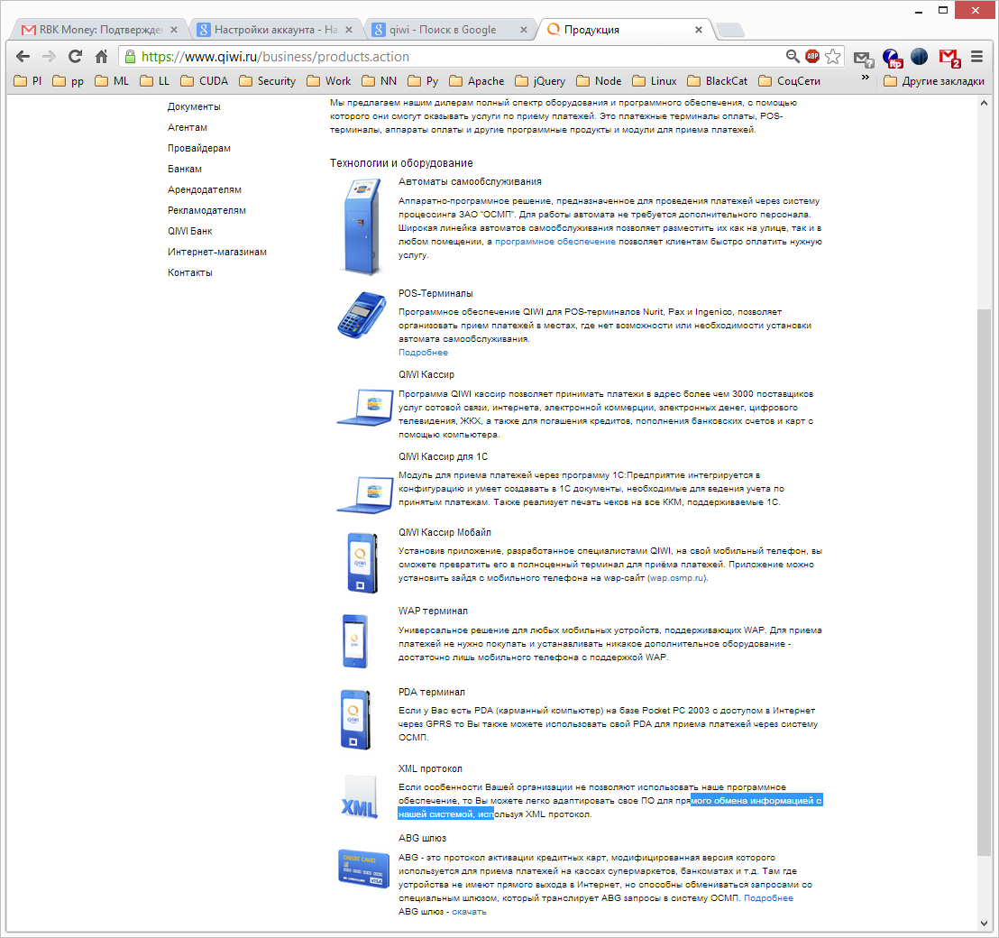 RBK Money: Подтвержде
Настройки аккаунта - На
qiwi - Поиск в Google
Продукция
https://www.qiwi.ru/business/products.action
ABP
?
np
2
PI
pp
ML
LL
CUDA
Security
Work
NN
Py
Apache
jQuery
Node
Linux
BlackCat
СоцСети
»
Другие закладки
Документы
Агентам
Провайдерам
Банкам
Арендодателям
Рекламодателям
QIWI Банк
Интернет-магазинам
Контакты
Мы предлагаем нашим дилерам полный спектр оборудования и программного обеспечения, с помощью
которого они смогут оказывать услуги по приему платежей. Это платежные терминалы оплаты, POS-
терминалы, аппараты оплаты и другие программные продукты и модули для приема платежей.
Технологии и оборудование
Автоматы самообслуживания
Аппаратно-программное решение, предназначенное для проведения платежей через систему
процессинга ЗАО "ОСМП". Для работы автомата не требуется дополнительного персонала.
Широкая линейка автоматов самообслуживания позволяет разместить их как на улице, так и в
любом помещении, а программное обеспечение позволяет клиентам быстро оплатить нужную
услугу.
POS-Терминалы
Программное обеспечение QIWI для POS-терминалов Nurit, Pax и Ingenico, позволяет
организовать прием платежей в местах, где нет возможности или необходимости установки
автомата самообслуживания.
Подробнее
QIWI Кассир
Программа QIWI кассир позволяет принимать платежи в адрес более чем 3000 поставщиков
услуг сотовой связи, интернета, электронной коммерции, электронных денег, цифрового
телевидения, ЖКХ, а также для погашения кредитов, пополнения банковских счетов и карт с
помощью компьютера.
QIWI Кассир для 1С
Модуль для приема платежей через программу 1С:Предприятие интегрируется в
конфигурацию и умеет создавать в 1С документы, необходимые для ведения учета по
принятым платежам. Также реализует печать чеков на все ККМ, поддерживаемые 1С.
QIWI Кассир Мобайл
QIWI
Установив приложение, разработанное специалистами QIWI, на свой мобильный телефон, вы
сможете превратить его в полноценный терминал для приёма платежей. Приложение можно
установить зайдя с мобильного телефона на wap-сайт (wap.osmp.ru).
WAP терминал
Универсальное решение для любых мобильных устройств, поддерживающих WAP. Для приема
платежей не нужно покупать и устанавливать никакое дополнительное оборудование -
достаточно лишь мобильного телефона с поддержкой WAP.
PDA терминал
Если у Вас есть PDA (карманный компьютер) на базе Pocket PC 2003 с доступом в Интернет
через GPRS то Вы также можете использовать свой PDA для приема платежей через систему
ОСМП.
XML протокол
XML
Если особенности Вашей организации не позволяют использовать наше программное
обеспечение, то Вы можете легко адаптировать свое ПО для прямого обмена информацией с
нашей системой, используя XML протокол.
ABG шлюз
CREDIT CARD
VISA
ABG - это протокол активации кредитных карт, модифицированная версия которого
используется для приема платежей на кассах супермаркетов, банкоматах и т.д. Там где
устройства не имеют прямого выхода в Интернет, но способны обмениваться запросами со
специальным шлюзом, который транслирует ABG запросы в систему ОСМП. Подробнее
ABG шлюз - скачать